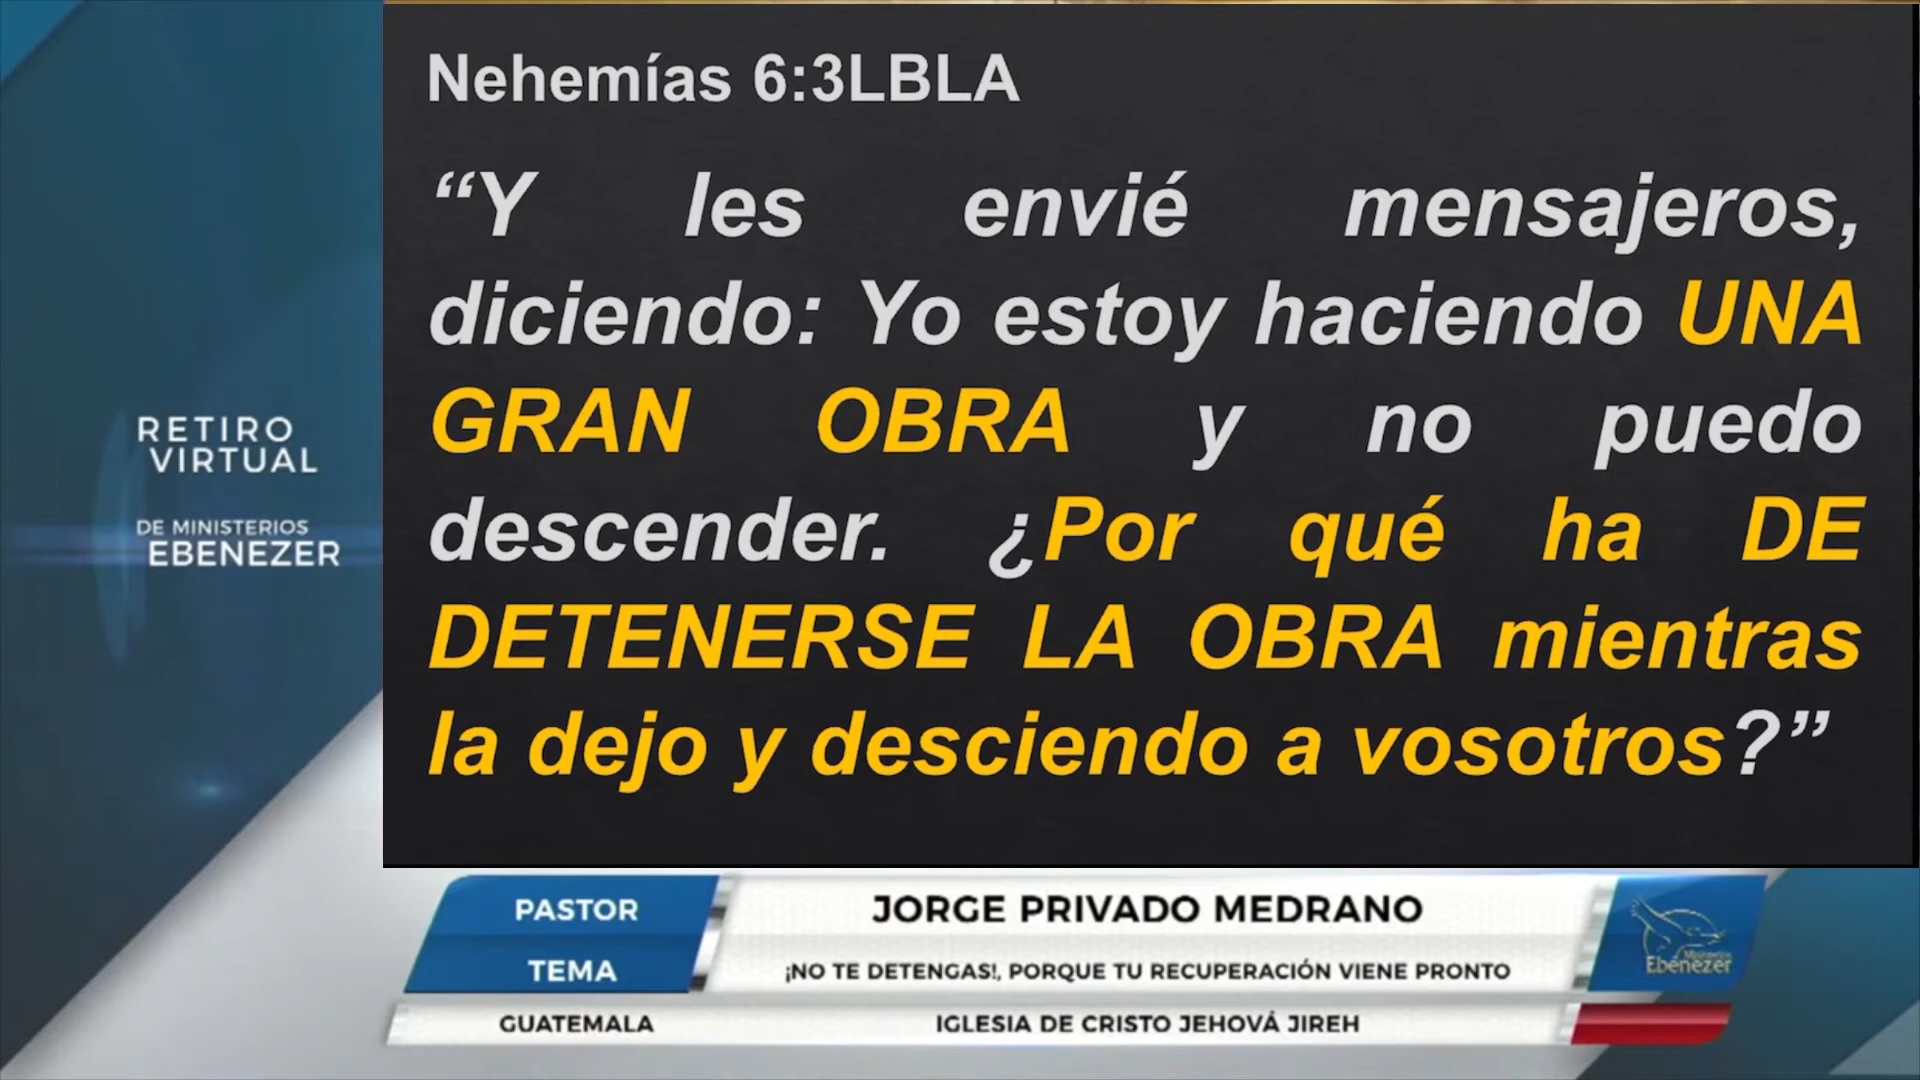 Nehemías 6:3LBLA
“Y les envié mensajeros,
diciendo: Yo estoy haciendo UNA
GRAN OBRA y no puedo
descender. ¿Por qué ha DE
DETENERSE LA OBRA mientras
la dejo y desciendo a vosotros?”
RETIRO
VIRTUAL
DE MINISTERIOS
EBENEZER
PASTOR JORGE PRIVADO MEDRANO
TEMA ¡NO TE DETENGAS!, PORQUE TU RECUPERACIÓN VIENE PRONTO
Ministerios
Ebenezer
GUATEMALA IGLESIA DE CRISTO JEHOVÁ JIREH